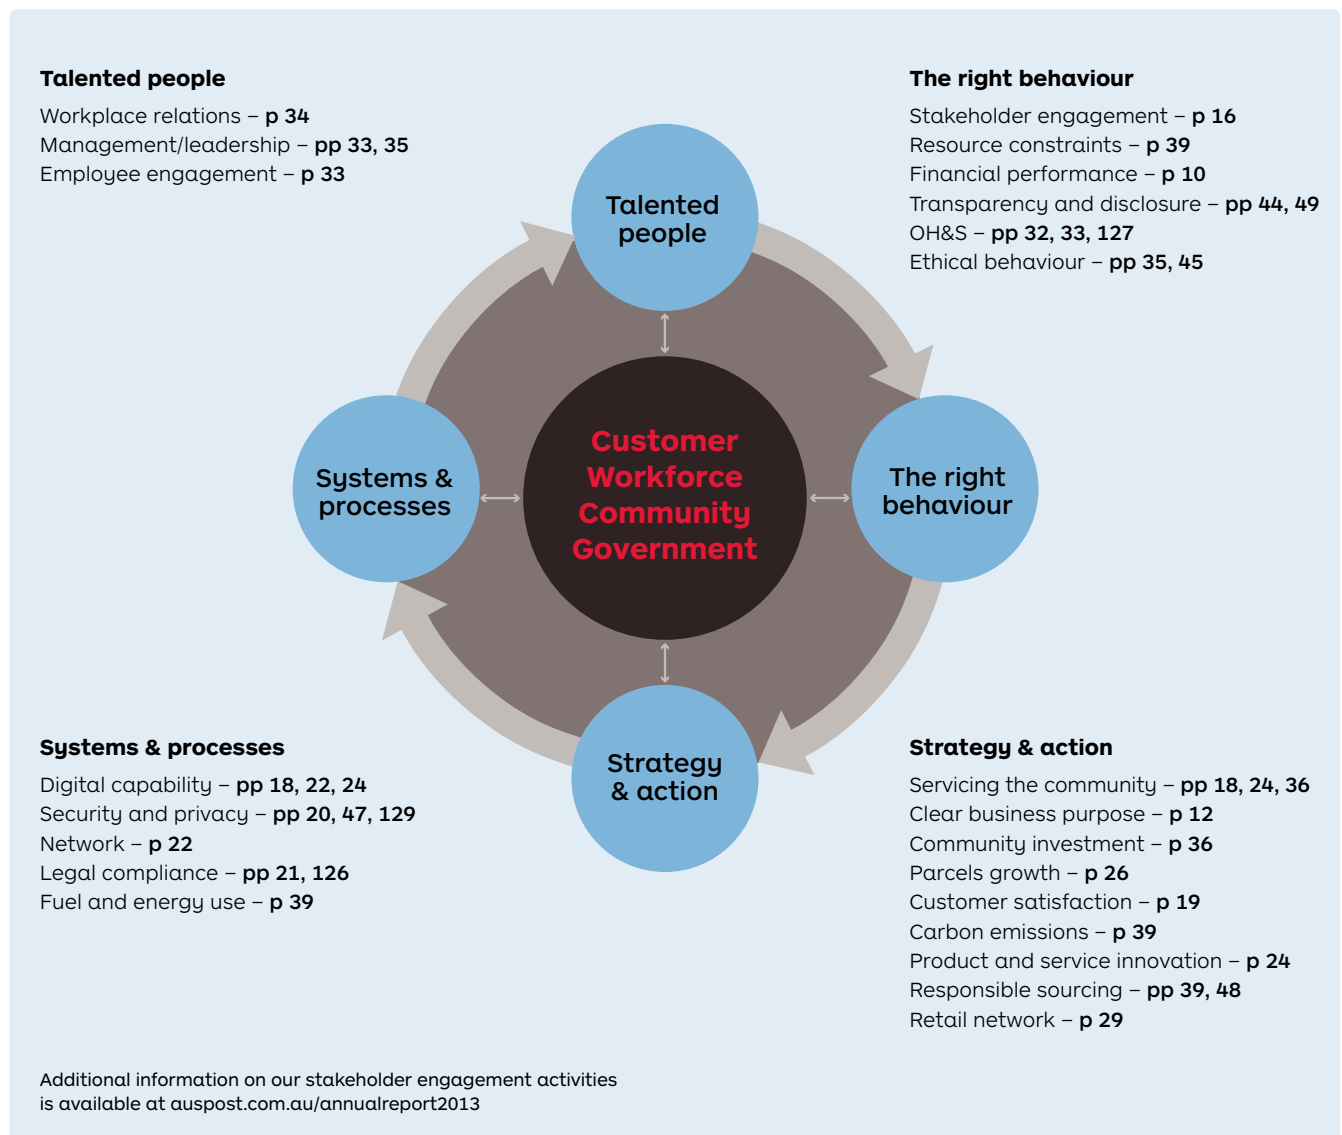 Talented people
Workplace relations – p 34
Management/leadership – pp 33, 35
Employee engagement – p 33
The right behaviour
Stakeholder engagement – p 16
Resource constraints – p 39
Financial performance – p 10
Transparency and disclosure – pp 44, 49
OH&S – pp 32, 33, 127
Ethical behaviour – pp 35, 45
Talented
people
Systems &
processes
Customer
Workforce
Community
Government
The right
behaviour
Strategy
& action
Systems & processes
Digital capability – pp 18, 22, 24
Security and privacy – pp 20, 47, 129
Network – p 22
Legal compliance – pp 21, 126
Fuel and energy use – p 39
Strategy & action
Servicing the community – pp 18, 24, 36
Clear business purpose – p 12
Community investment – p 36
Parcels growth – p 26
Customer satisfaction – p 19
Carbon emissions – p 39
Product and service innovation – p 24
Responsible sourcing – pp 39, 48
Retail network – p 29
Additional information on our stakeholder engagement activities
is available at auspost.com.au/annualreport2013